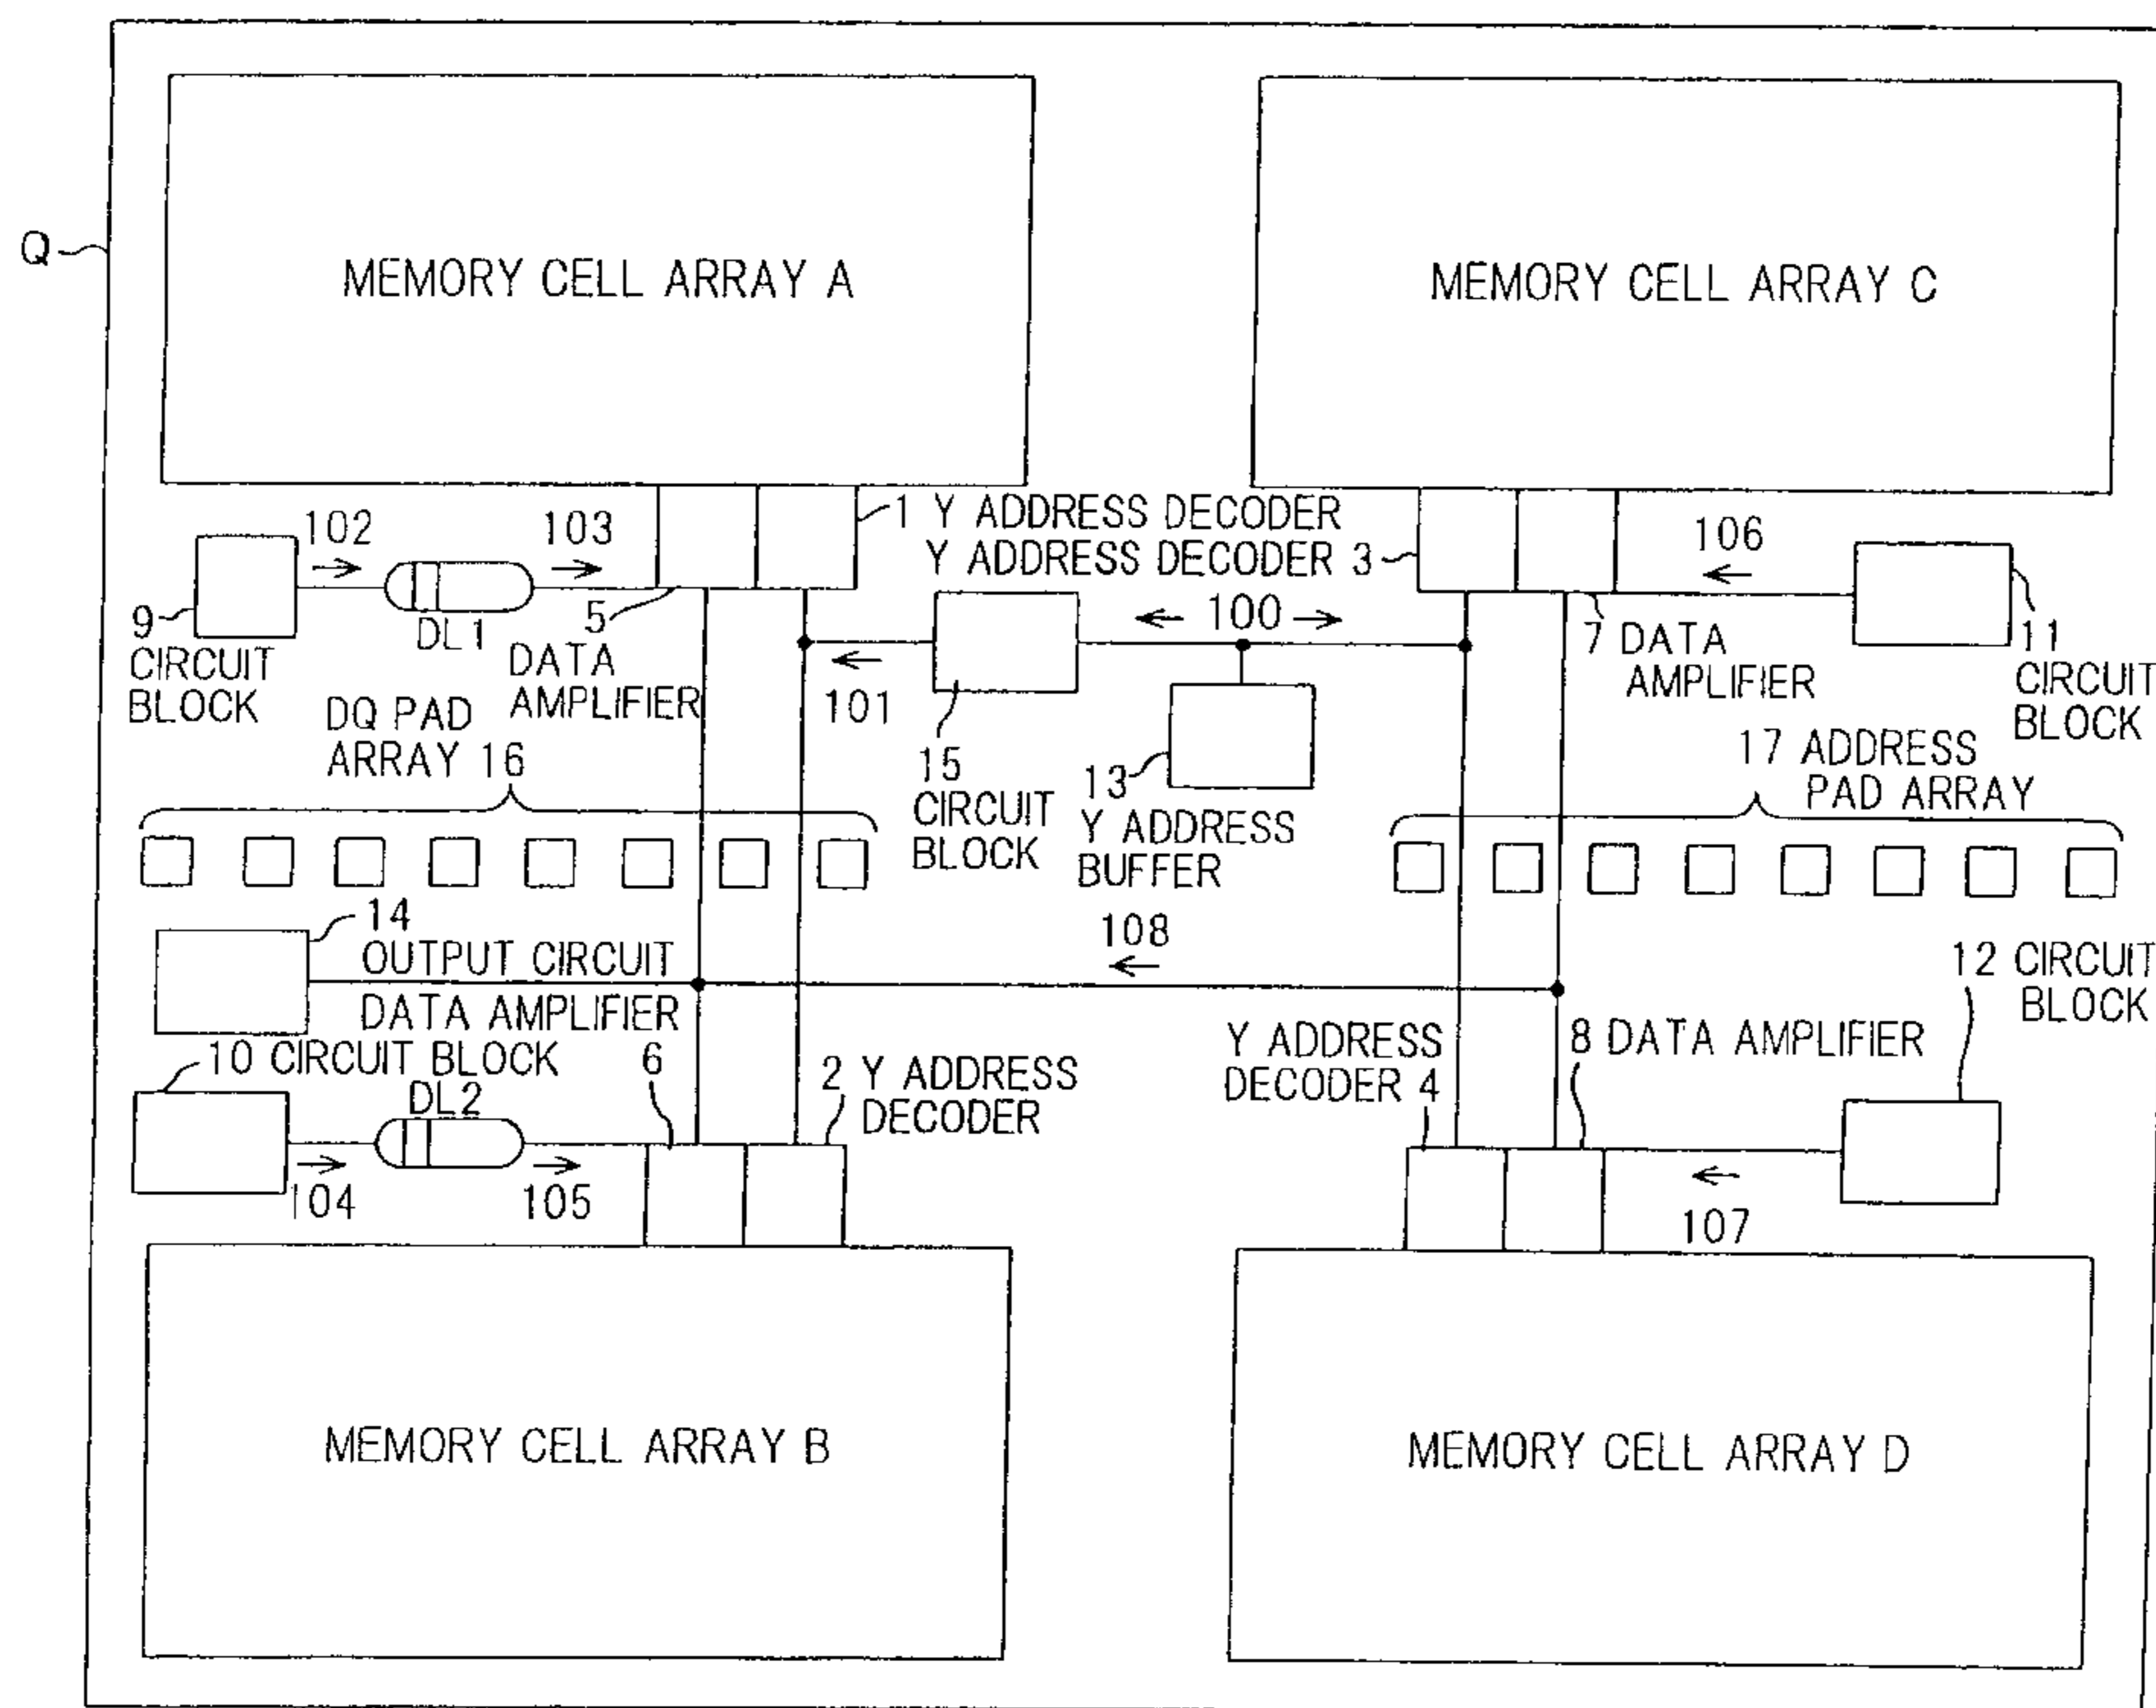 Q
MEMORY CELL ARRAY A
MEMORY CELL ARRAY C
1 Y ADDRESS DECODER
Y ADDRESS DECODER 3
102
103
106
9
CIRCUIT
BLOCK
DL1
5
DATA
AMPLIFIER
101
100
7 DATA
AMPLIFIER
11
CIRCUIT
BLOCK
DQ PAD
ARRAY 16
15
CIRCUIT
BLOCK
13
Y ADDRESS
BUFFER
17 ADDRESS
PAD ARRAY
14
OUTPUT CIRCUIT
108
12 CIRCUIT
BLOCK
DATA AMPLIFIER
6
10 CIRCUIT BLOCK
DL2
2 Y ADDRESS
DECODER
Y ADDRESS
DECODER 4
8 DATA AMPLIFIER
104
105
107
MEMORY CELL ARRAY B
MEMORY CELL ARRAY D